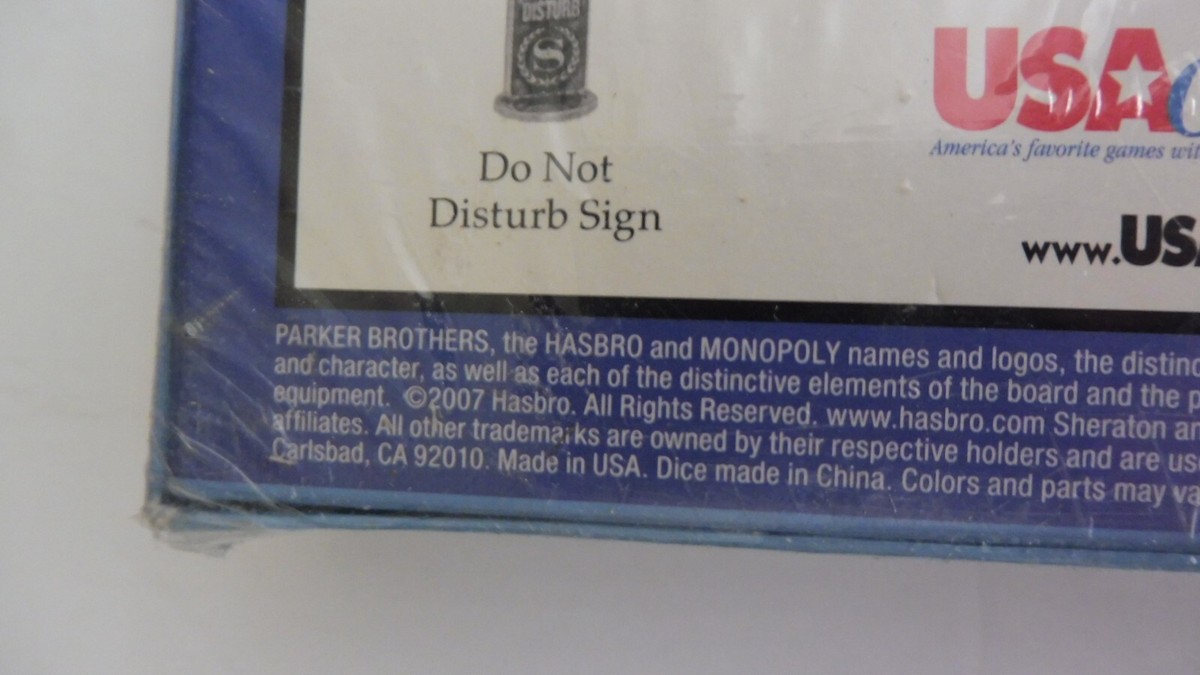 DISTURB
S
Do Not
Disturb Sign
USA
America's favorite games wit
www.USA
PARKER BROTHERS, the HASBRO and MONOPOLY names and logos, the distinc
and character, as well as each of the distinctive elements of the board and the p
equipment. ©2007 Hasbro. All Rights Reserved. www.hasbro.com Sheraton an
affiliates. All other trademarks are owned by their respective holders and are us
Carlsbad, CA 92010. Made in USA. Dice made in China. Colors and parts may va